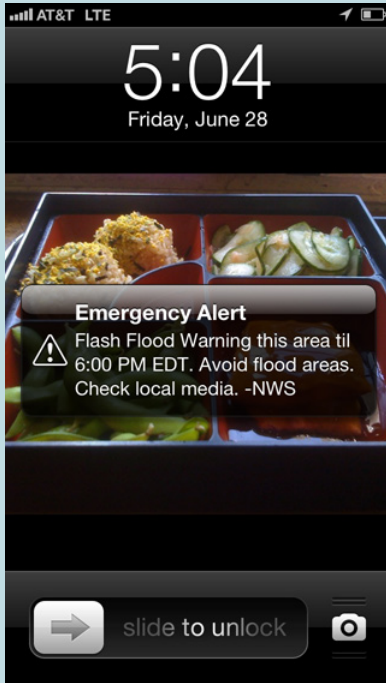 AT&T LTE
5:04
Friday, June 28
Emergency Alert
Flash Flood Warning this area til
6:00 PM EDT. Avoid flood areas.
Check local media. -NWS
slide to unlock